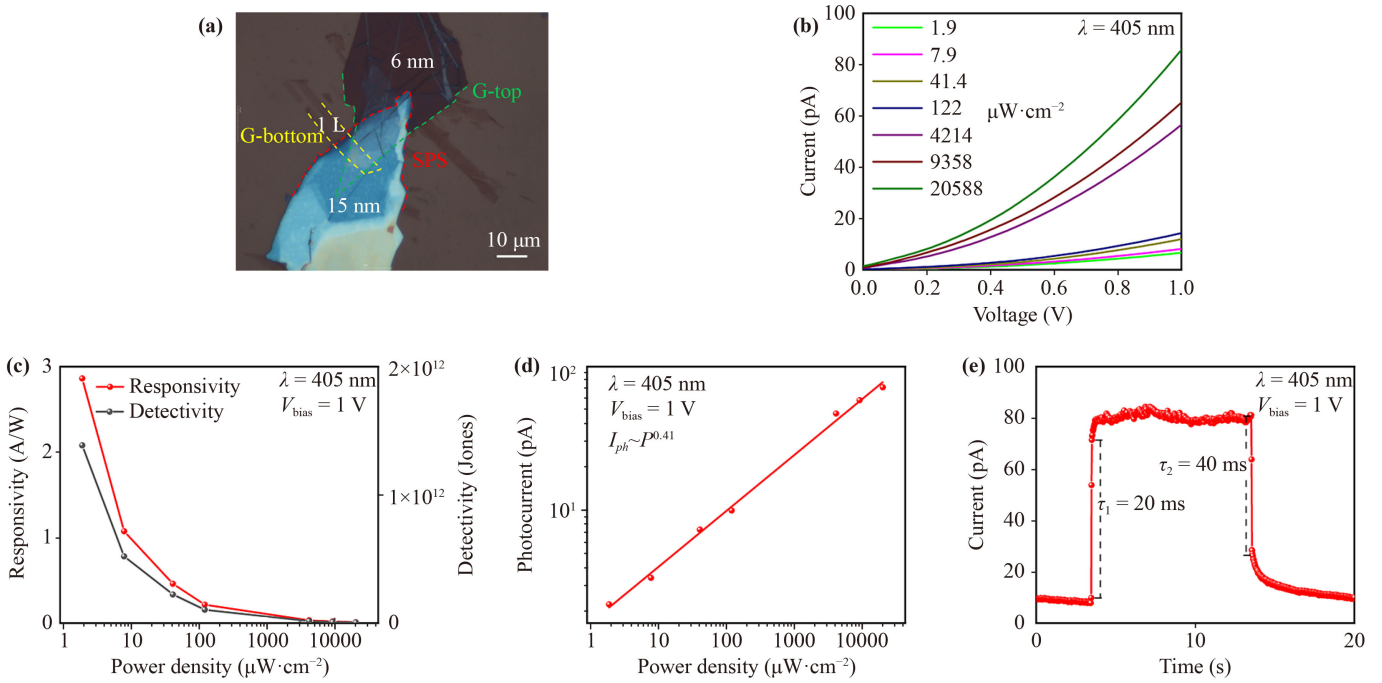 (a)
6 nm
G-top
1 L
G-bottom
SPS
15 nm
10 μm
(b)
λ = 405 nm
1.9
7.9
41.4
122 μW·cm⁻²
4214
9358
20588
Current (pA)
100
80
60
40
20
0
0.0 0.2 0.4 0.6 0.8 1.0
Voltage (V)
(c)
λ = 405 nm
V_bias = 1 V
Responsivity
Detectivity
Responsivity (A/W)
3
2
1
0
Detectivity (Jones)
2×10¹²
1×10¹²
0
1 10 100 1000 10000
Power density (μW·cm⁻²)
(d)
λ = 405 nm
V_bias = 1 V
I_ph~P^0.41
Photocurrent (pA)
10²
10¹
1 10 100 1000 10000
Power density (μW·cm⁻²)
(e)
λ = 405 nm
V_bias = 1 V
τ₂ = 40 ms
τ₁ = 20 ms
Current (pA)
100
80
60
40
20
0
0 10 20
Time (s)